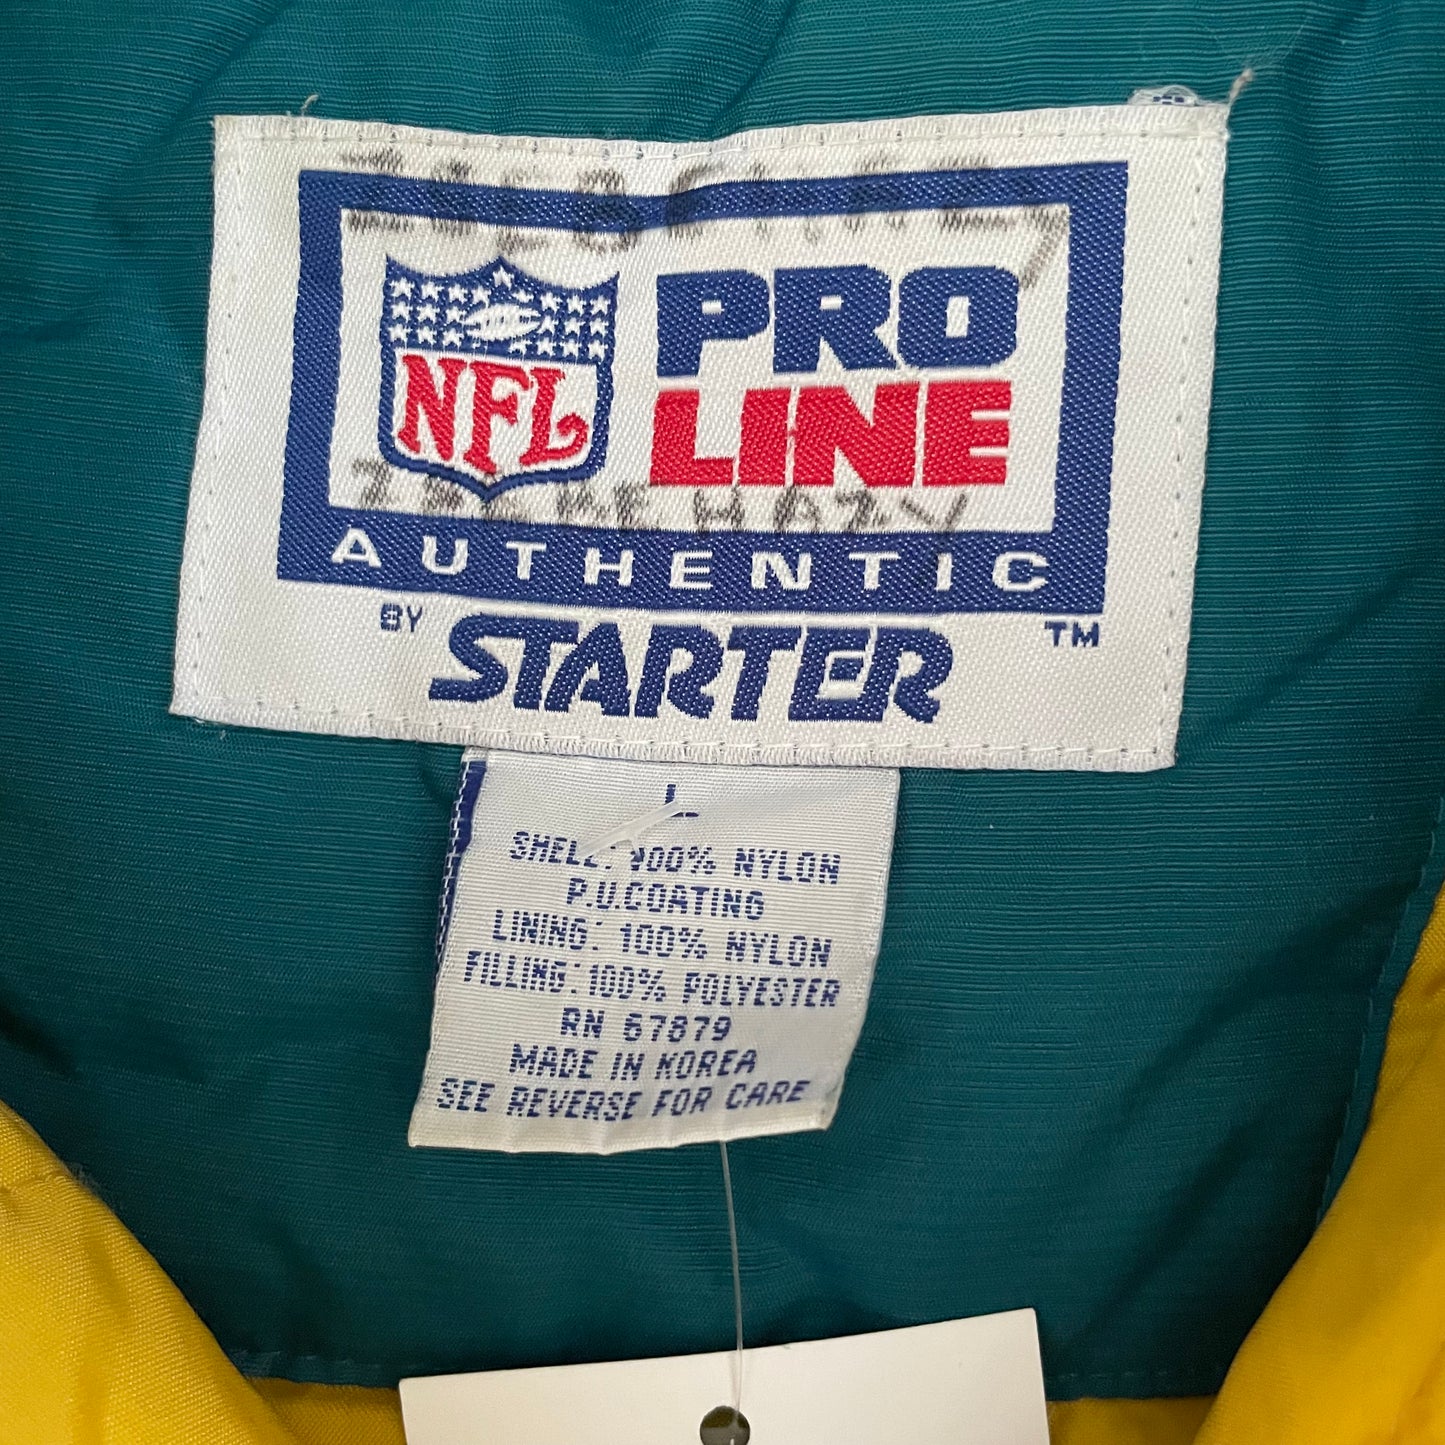 NFL
PRO
LINE
AUTHENTIC
BY STARTER TM
L
SHELL: 100% NYLON
P.U.COATING
LINING: 100% NYLON
FILLING: 100% POLYESTER
RN 67879
MADE IN KOREA
SEE REVERSE FOR CARE